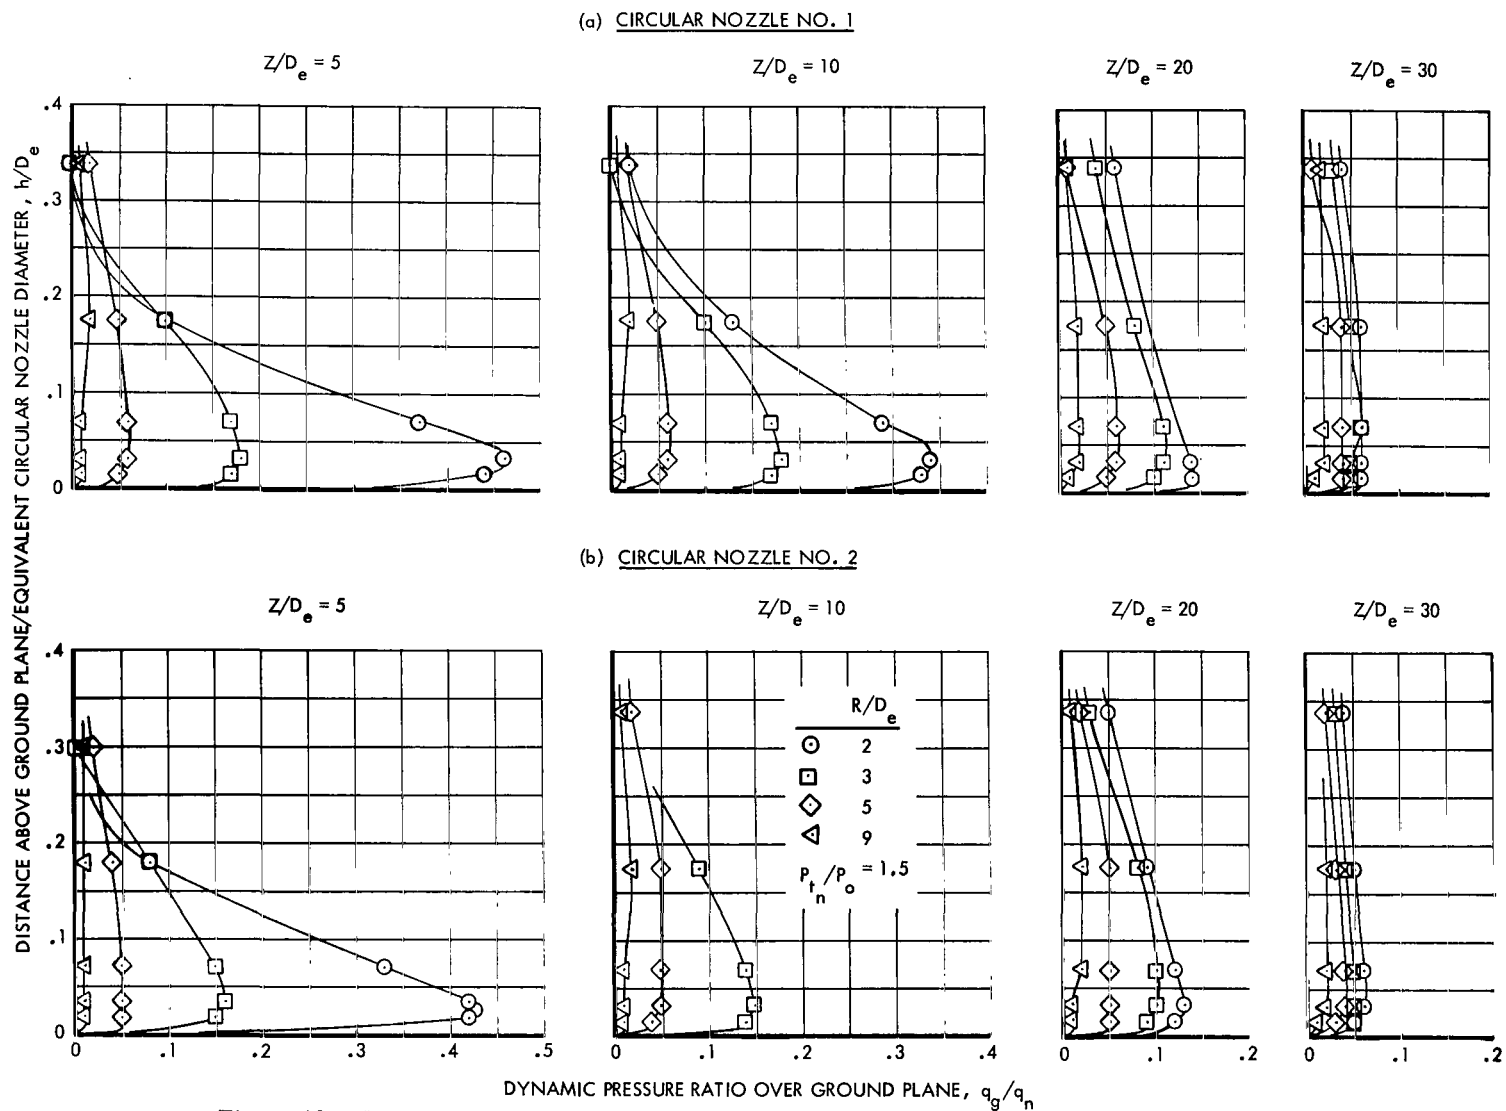 (a) CIRCULAR NOZZLE NO. 1
Z/De = 5
Z/De = 10
Z/De = 20
Z/De = 30
.4
.3
.2
.1
0
DISTANCE ABOVE GROUND PLANE/EQUIVALENT CIRCULAR NOZZLE DIAMETER, h/De
(b) CIRCULAR NOZZLE NO. 2
Z/De = 5
Z/De = 10
Z/De = 20
Z/De = 30
.4
.3
.2
.1
0
R/De
2
3
5
9
Ptn/Po = 1.5
0 .1 .2 .3 .4 .5
0 .1 .2 .3 .4
0 .1 .2
0 .1 .2
DYNAMIC PRESSURE RATIO OVER GROUND PLANE, qg/qn